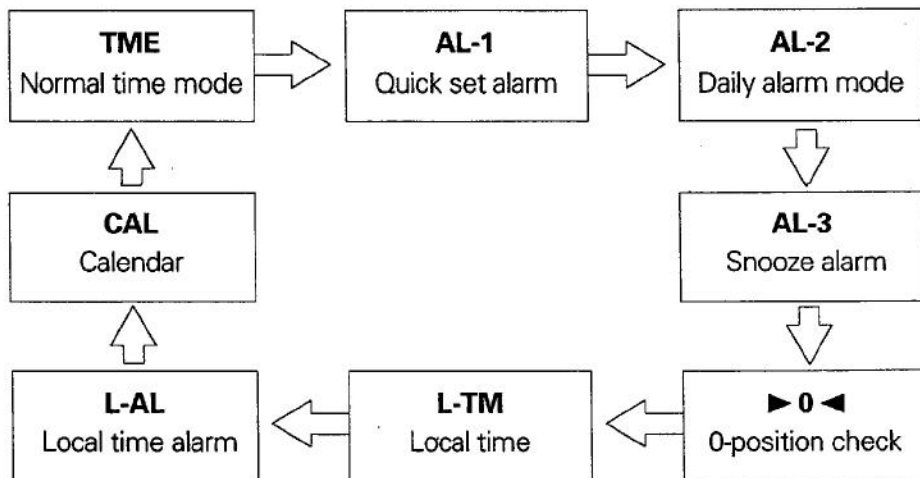 TME
Normal time mode
AL-1
Quick set alarm
AL-2
Daily alarm mode
CAL
Calendar
AL-3
Snooze alarm
L-AL
Local time alarm
L-TM
Local time
►0◄
0-position check